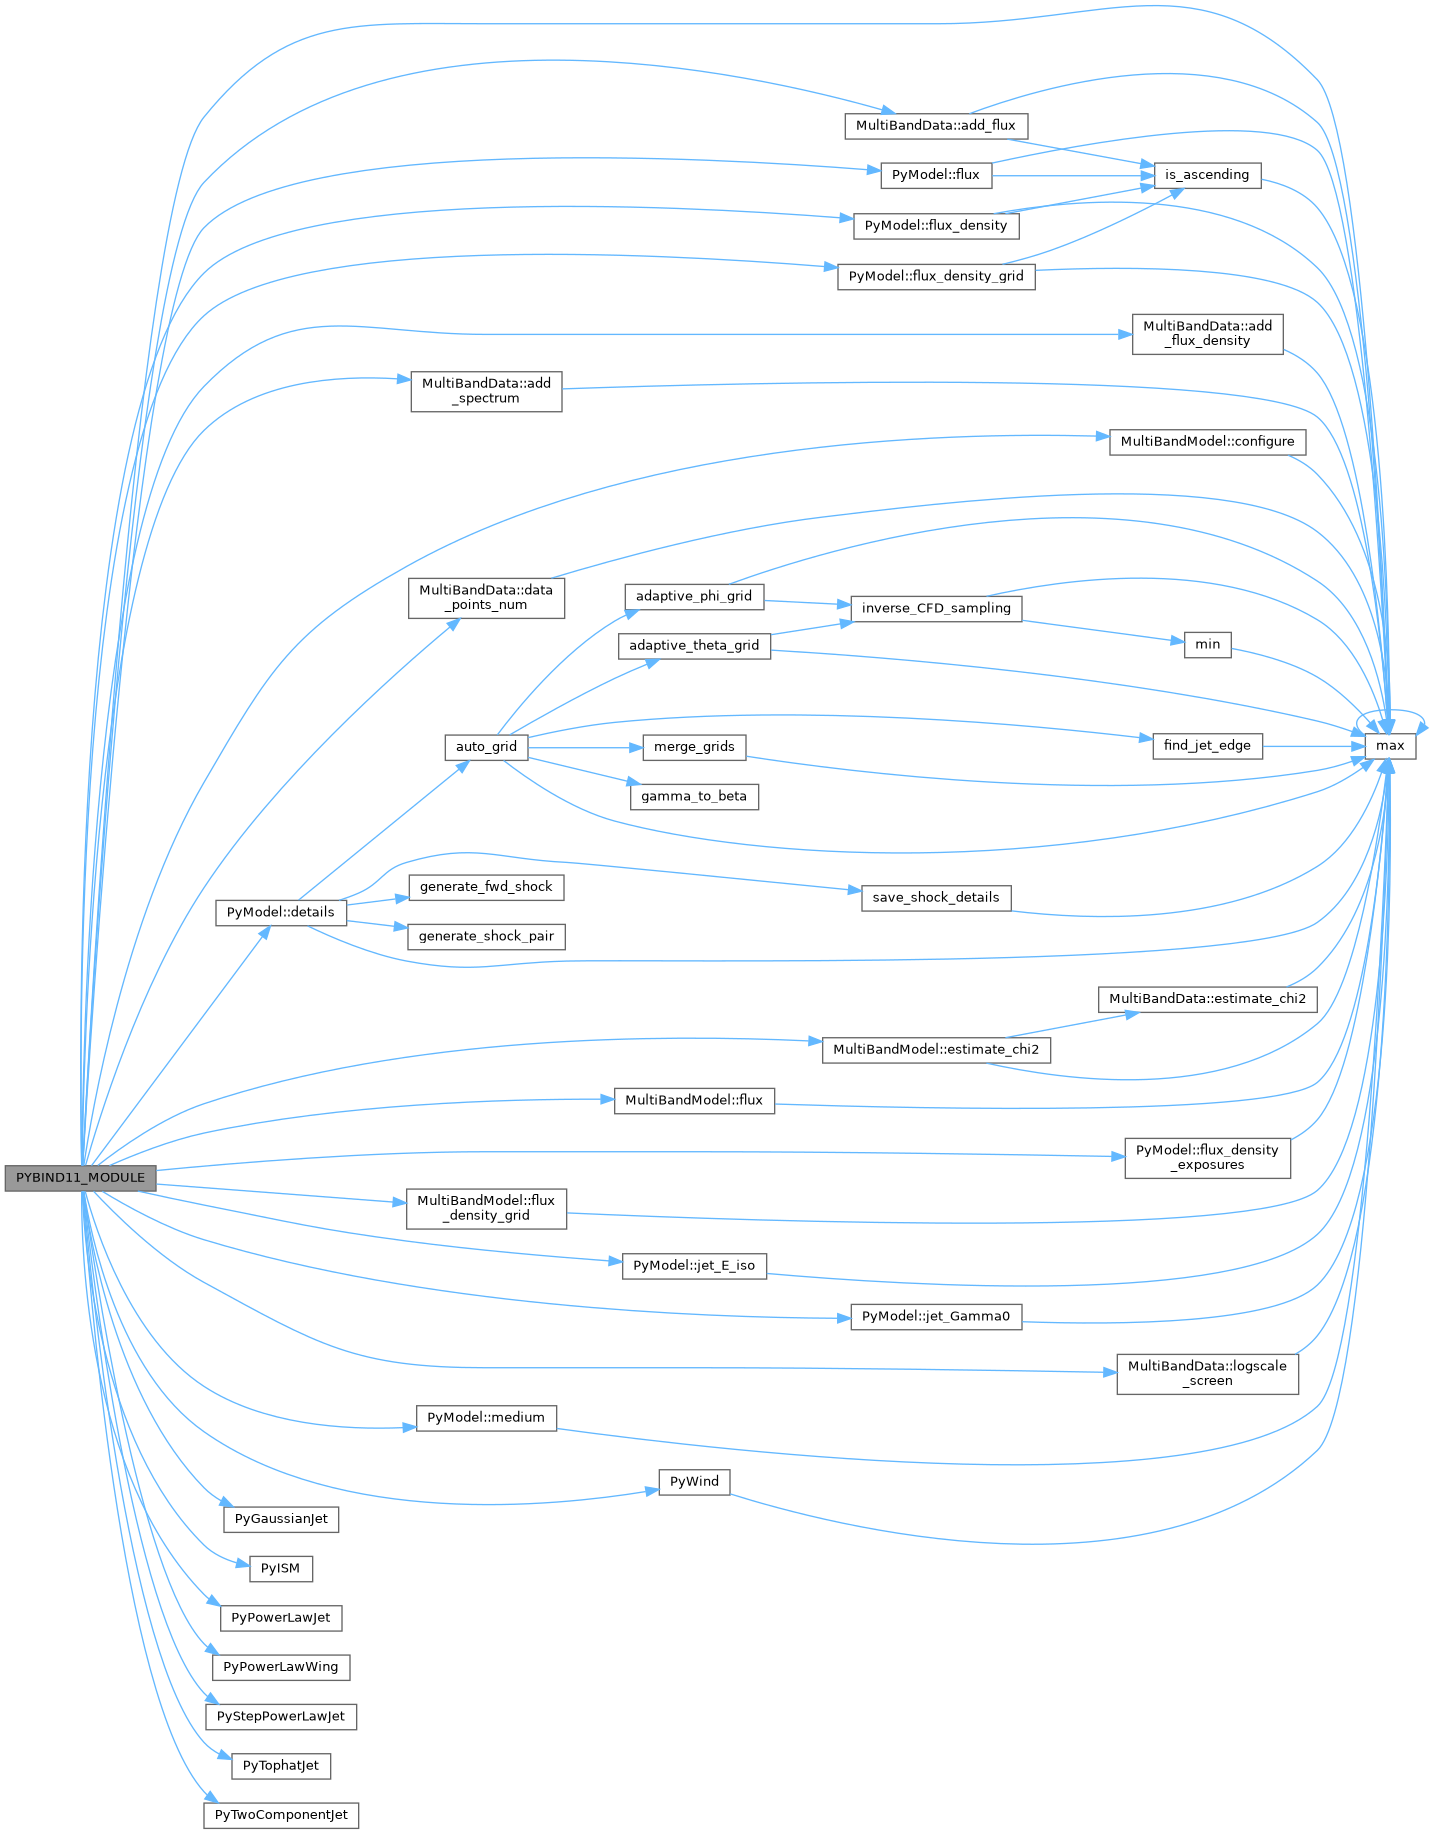 MultiBandData::add_flux
PyModel::flux
is_ascending
PyModel::flux_density
PyModel::flux_density_grid
MultiBandData::add
_flux_density
MultiBandData::add
_spectrum
MultiBandModel::configure
MultiBandData::data
_points_num
adaptive_phi_grid
inverse_CFD_sampling
adaptive_theta_grid
min
auto_grid
merge_grids
find_jet_edge
max
gamma_to_beta
generate_fwd_shock
save_shock_details
PyModel::details
generate_shock_pair
MultiBandData::estimate_chi2
MultiBandModel::estimate_chi2
MultiBandModel::flux
PyModel::flux_density
_exposures
PYBIND11_MODULE
MultiBandModel::flux
_density_grid
PyModel::jet_E_iso
PyModel::jet_Gamma0
MultiBandData::logscale
_screen
PyModel::medium
PyWind
PyGaussianJet
PyISM
PyPowerLawJet
PyPowerLawWing
PyStepPowerLawJet
PyTophatJet
PyTwoComponentJet